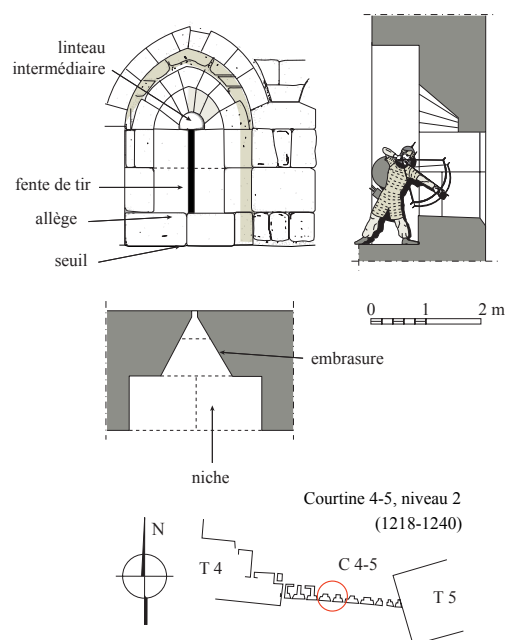 linteau
intermédiaire
fente de tir
allège
seuil
0 1 2 m
embrasure
niche
Courtine 4-5, niveau 2
(1218-1240)
N
T 4
C 4-5
T 5